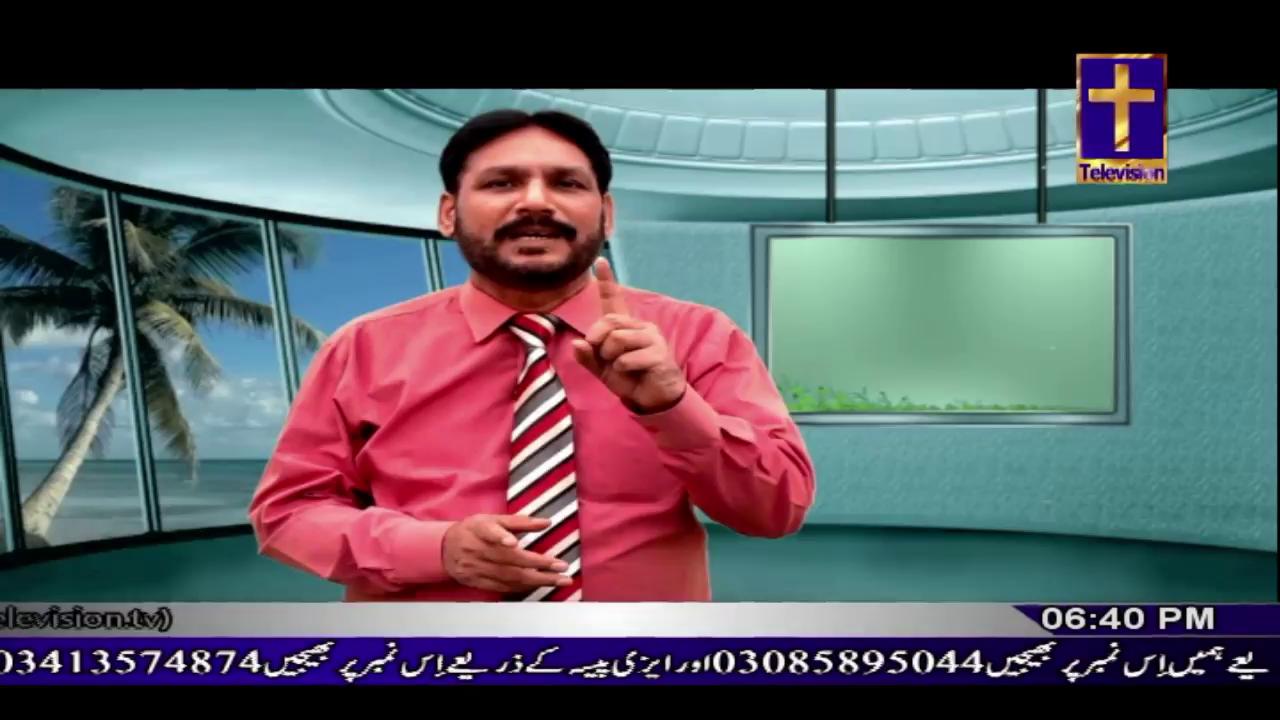 Television
elevision.tv)
06:40 PM
یعے ہمیں اِس نمبر پر بھیجیں 03085895044 اور ایزی پیسہ کے ذریعے اِس نمبر پر بھیجیں 03413574874